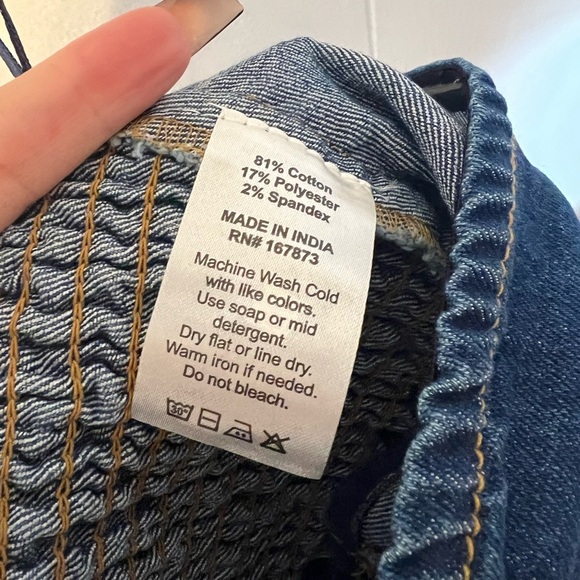 81% Cotton
17% Polyester
2% Spandex
MADE IN INDIA
RN# 167873
Machine Wash Cold
with like colors.
Use soap or mid
detergent.
Dry flat or line dry.
Warm iron if needed.
Do not bleach.
30°